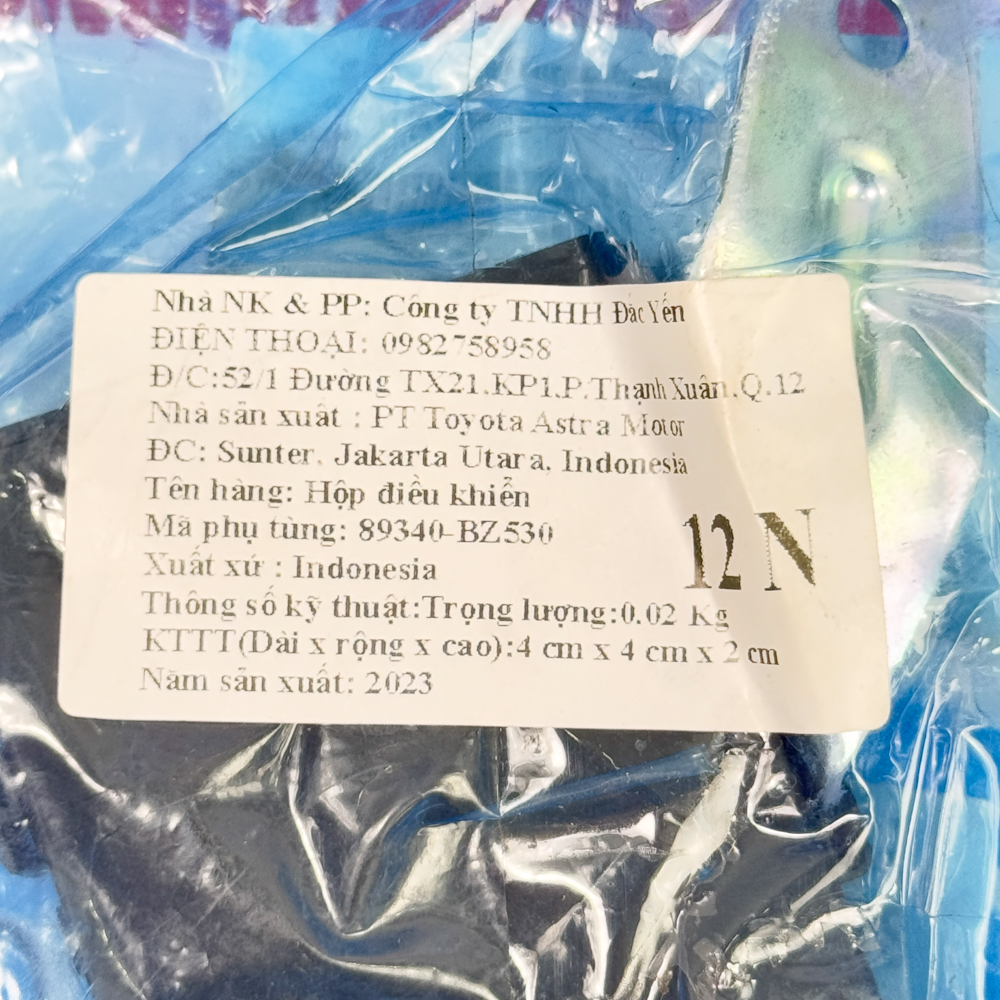 Nhà NK & PP: Công ty TNHH Đắc Yến
ĐIỆN THOẠI: 0982758958
Đ/C:52/1 Đường TX21.KP1.P.Thạnh Xuân.Q.12
Nhà sản xuất : PT Toyota Astra Motor
ĐC: Sunter. Jakarta Utara, Indonesia
Tên hàng: Hộp điều khiển
Mã phụ tùng: 89340-BZ530
12 N
Xuất xứ : Indonesia
Thông số kỹ thuật:Trọng lượng:0.02 Kg
KTTT(Dài x rộng x cao):4 cm x 4 cm x 2 cm
Năm sản xuất: 2023